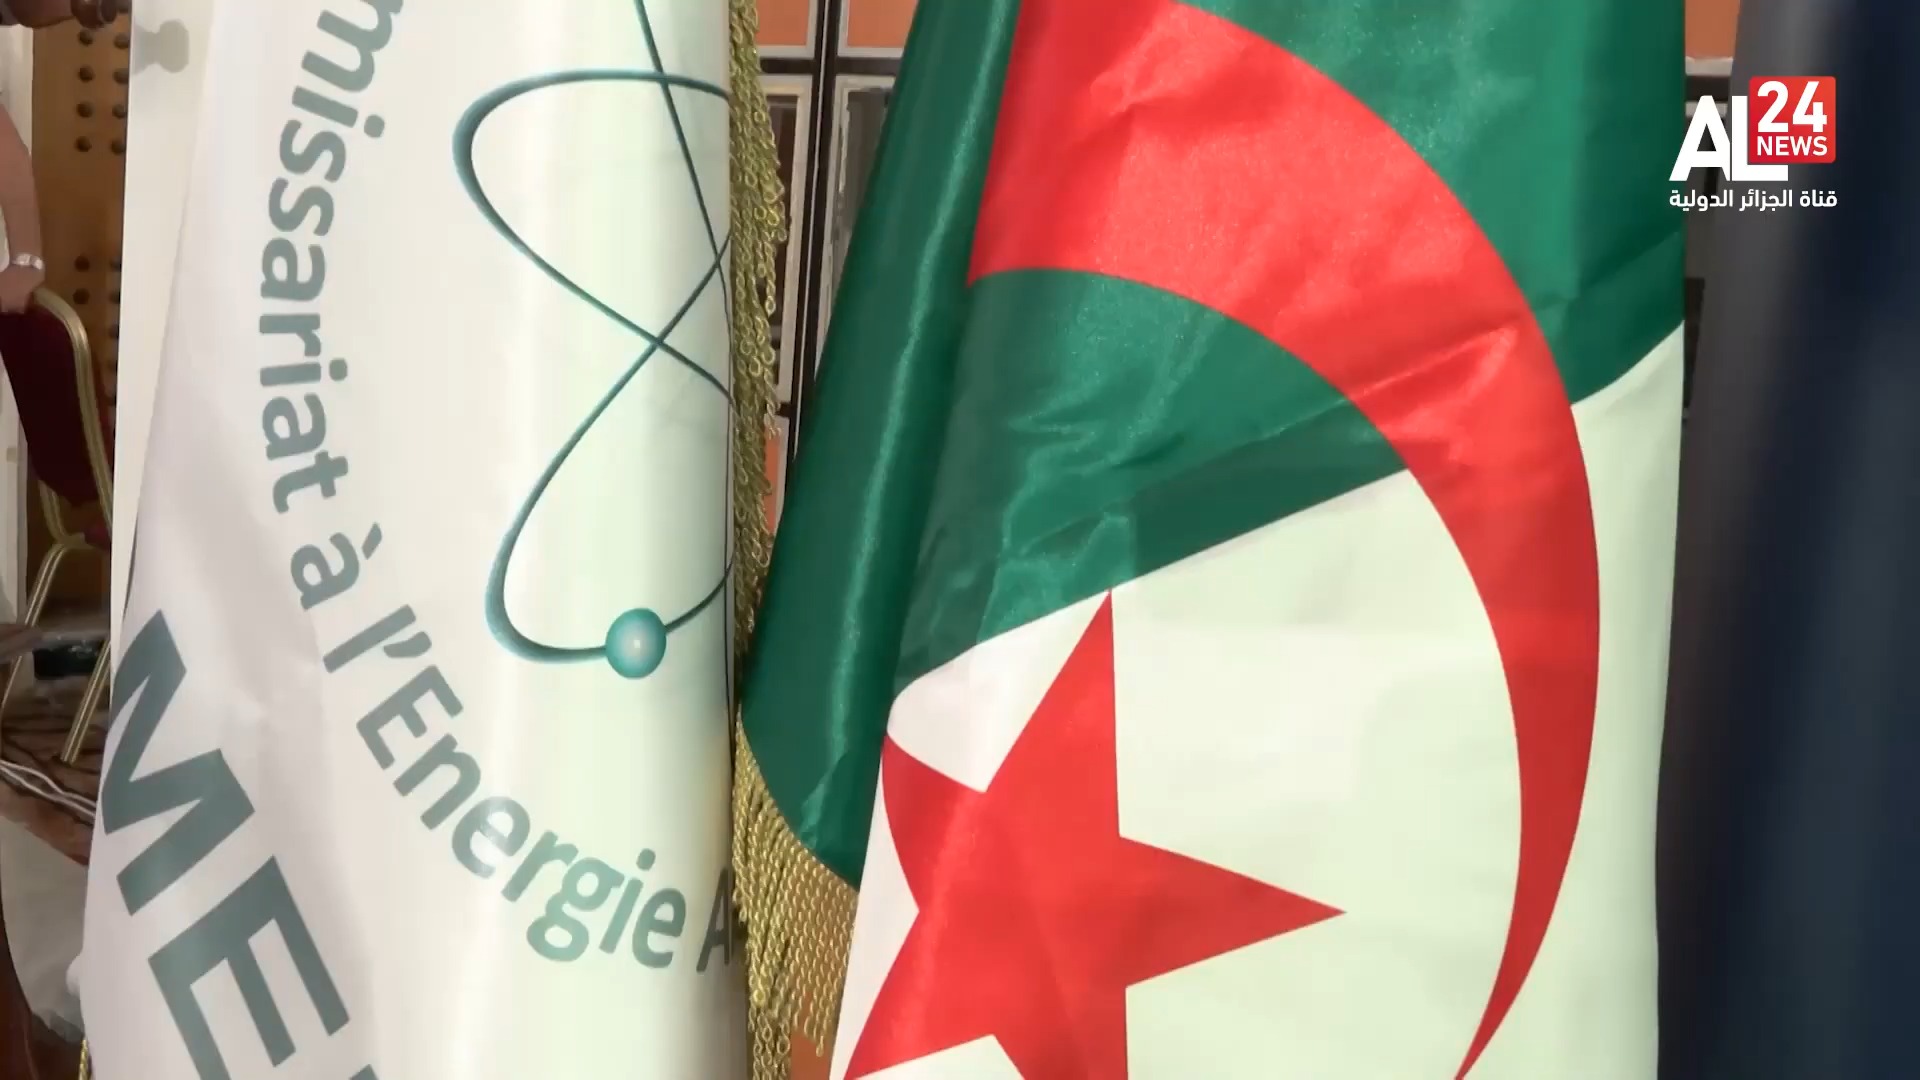 missariat à l'Energie A
ME
AL
24
NEWS
قناة الجزائر الدولية